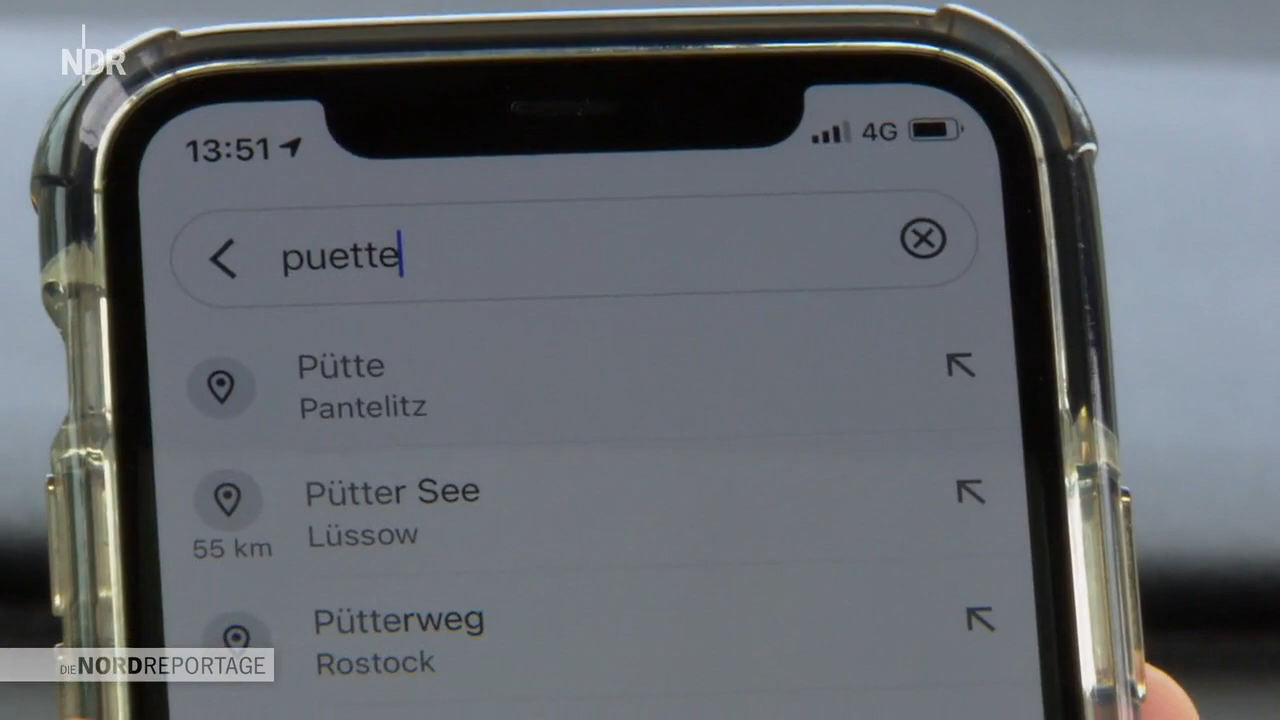 NDR
13:51
4G
puette
Pütte
Pantelitz
Pütter See
Lüssow
55 km
Pütterweg
Rostock
DIE NORDREPORTAGE